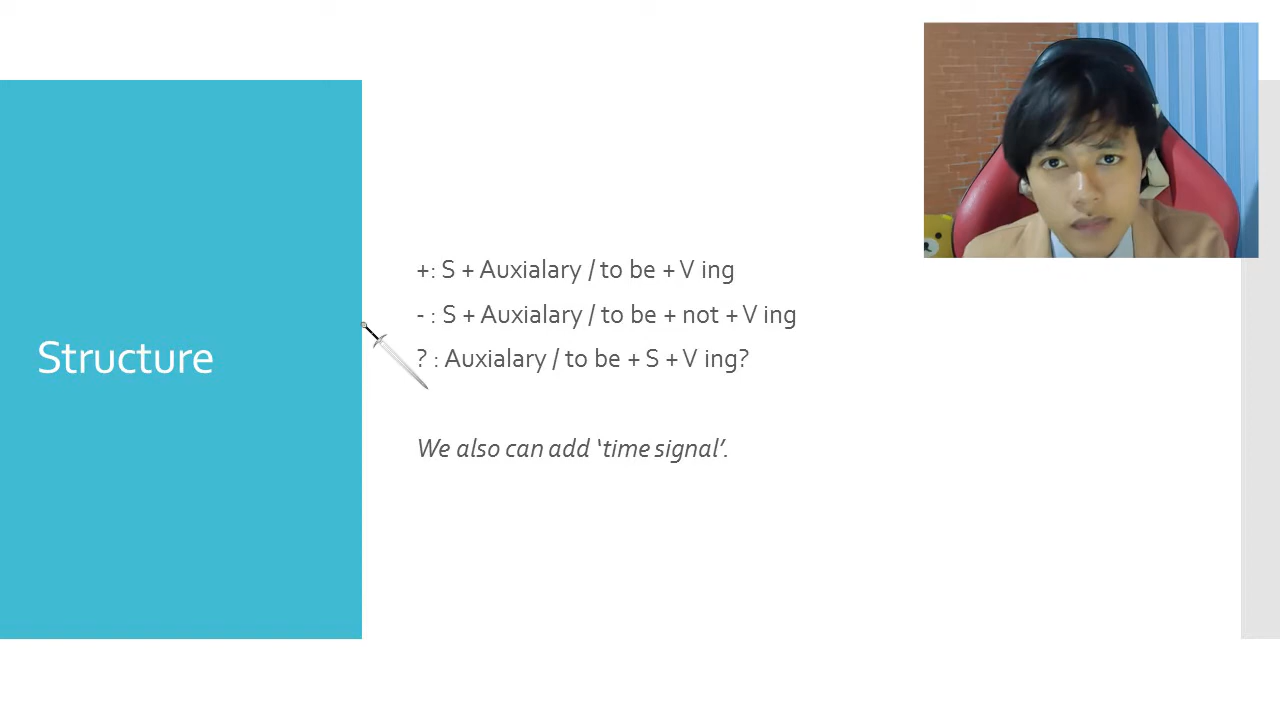 Structure
+: S + Auxialary / to be + V ing
- : S + Auxialary / to be + not + V ing
? : Auxialary / to be + S + V ing?
We also can add ‘time signal’.